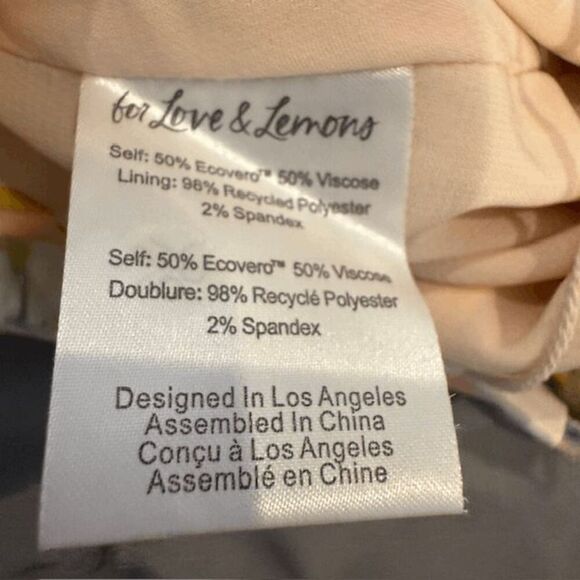 for Love & Lemons
Self: 50% Ecovero™ 50% Viscose
Lining: 98% Recycled Polyester
2% Spandex
Self: 50% Ecovero™ 50% Viscose
Doublure: 98% Recyclé Polyester
2% Spandex
Designed In Los Angeles
Assembled In China
Conçu à Los Angeles
Assemblé en Chine